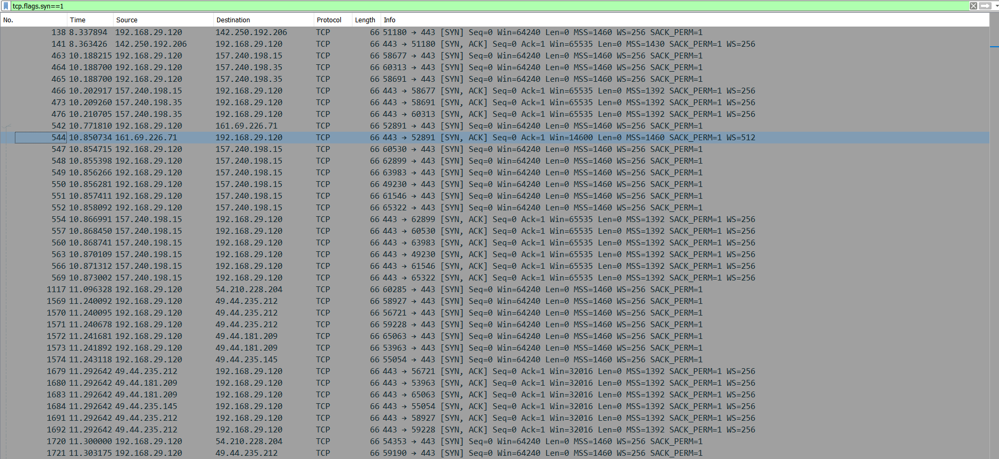 tcp.flags.syn==1
No. Time Source Destination Protocol Length Info
138 8.337894 192.168.29.120 142.250.192.206 TCP 66 51180 → 443 [SYN] Seq=0 Win=64240 Len=0 MSS=1460 WS=256 SACK_PERM=1
141 8.363426 142.250.192.206 192.168.29.120 TCP 66 443 → 51180 [SYN, ACK] Seq=0 Ack=1 Win=65535 Len=0 MSS=1430 SACK_PERM=1 WS=256
463 10.188215 192.168.29.120 157.240.198.15 TCP 66 58677 → 443 [SYN] Seq=0 Win=64240 Len=0 MSS=1460 WS=256 SACK_PERM=1
464 10.188700 192.168.29.120 157.240.198.35 TCP 66 60313 → 443 [SYN] Seq=0 Win=64240 Len=0 MSS=1460 WS=256 SACK_PERM=1
465 10.188700 192.168.29.120 157.240.198.35 TCP 66 58691 → 443 [SYN] Seq=0 Win=64240 Len=0 MSS=1460 WS=256 SACK_PERM=1
466 10.202917 157.240.198.15 192.168.29.120 TCP 66 443 → 58677 [SYN, ACK] Seq=0 Ack=1 Win=65535 Len=0 MSS=1392 SACK_PERM=1 WS=256
473 10.209260 157.240.198.35 192.168.29.120 TCP 66 443 → 58691 [SYN, ACK] Seq=0 Ack=1 Win=65535 Len=0 MSS=1392 SACK_PERM=1 WS=256
476 10.210705 157.240.198.35 192.168.29.120 TCP 66 443 → 60313 [SYN, ACK] Seq=0 Ack=1 Win=65535 Len=0 MSS=1392 SACK_PERM=1 WS=256
542 10.771810 192.168.29.120 161.69.226.71 TCP 66 52891 → 443 [SYN] Seq=0 Win=64240 Len=0 MSS=1460 WS=256 SACK_PERM=1
544 10.850734 161.69.226.71 192.168.29.120 TCP 66 443 → 52891 [SYN, ACK] Seq=0 Ack=1 Win=14600 Len=0 MSS=1460 SACK_PERM=1 WS=512
547 10.854715 192.168.29.120 157.240.198.15 TCP 66 60530 → 443 [SYN] Seq=0 Win=64240 Len=0 MSS=1460 WS=256 SACK_PERM=1
548 10.855398 192.168.29.120 157.240.198.15 TCP 66 62899 → 443 [SYN] Seq=0 Win=64240 Len=0 MSS=1460 WS=256 SACK_PERM=1
549 10.856266 192.168.29.120 157.240.198.15 TCP 66 63983 → 443 [SYN] Seq=0 Win=64240 Len=0 MSS=1460 WS=256 SACK_PERM=1
550 10.856281 192.168.29.120 157.240.198.15 TCP 66 49230 → 443 [SYN] Seq=0 Win=64240 Len=0 MSS=1460 WS=256 SACK_PERM=1
551 10.857411 192.168.29.120 157.240.198.15 TCP 66 61546 → 443 [SYN] Seq=0 Win=64240 Len=0 MSS=1460 WS=256 SACK_PERM=1
552 10.858092 192.168.29.120 157.240.198.15 TCP 66 65322 → 443 [SYN] Seq=0 Win=64240 Len=0 MSS=1460 WS=256 SACK_PERM=1
554 10.866991 157.240.198.15 192.168.29.120 TCP 66 443 → 62899 [SYN, ACK] Seq=0 Ack=1 Win=65535 Len=0 MSS=1392 SACK_PERM=1 WS=256
557 10.868450 157.240.198.15 192.168.29.120 TCP 66 443 → 60530 [SYN, ACK] Seq=0 Ack=1 Win=65535 Len=0 MSS=1392 SACK_PERM=1 WS=256
560 10.868741 157.240.198.15 192.168.29.120 TCP 66 443 → 63983 [SYN, ACK] Seq=0 Ack=1 Win=65535 Len=0 MSS=1392 SACK_PERM=1 WS=256
563 10.870109 157.240.198.15 192.168.29.120 TCP 66 443 → 49230 [SYN, ACK] Seq=0 Ack=1 Win=65535 Len=0 MSS=1392 SACK_PERM=1 WS=256
566 10.871312 157.240.198.15 192.168.29.120 TCP 66 443 → 61546 [SYN, ACK] Seq=0 Ack=1 Win=65535 Len=0 MSS=1392 SACK_PERM=1 WS=256
569 10.873002 157.240.198.15 192.168.29.120 TCP 66 443 → 65322 [SYN, ACK] Seq=0 Ack=1 Win=65535 Len=0 MSS=1392 SACK_PERM=1 WS=256
1117 11.096328 192.168.29.120 54.210.228.204 TCP 66 60285 → 443 [SYN] Seq=0 Win=64240 Len=0 MSS=1460 WS=256 SACK_PERM=1
1569 11.240092 192.168.29.120 49.44.235.212 TCP 66 58927 → 443 [SYN] Seq=0 Win=64240 Len=0 MSS=1460 WS=256 SACK_PERM=1
1570 11.240095 192.168.29.120 49.44.235.212 TCP 66 56721 → 443 [SYN] Seq=0 Win=64240 Len=0 MSS=1460 WS=256 SACK_PERM=1
1571 11.240678 192.168.29.120 49.44.235.212 TCP 66 59228 → 443 [SYN] Seq=0 Win=64240 Len=0 MSS=1460 WS=256 SACK_PERM=1
1572 11.241681 192.168.29.120 49.44.181.209 TCP 66 65063 → 443 [SYN] Seq=0 Win=64240 Len=0 MSS=1460 WS=256 SACK_PERM=1
1573 11.241892 192.168.29.120 49.44.181.209 TCP 66 53963 → 443 [SYN] Seq=0 Win=64240 Len=0 MSS=1460 WS=256 SACK_PERM=1
1574 11.243118 192.168.29.120 49.44.235.145 TCP 66 55054 → 443 [SYN] Seq=0 Win=64240 Len=0 MSS=1460 WS=256 SACK_PERM=1
1679 11.292642 49.44.235.212 192.168.29.120 TCP 66 443 → 56721 [SYN, ACK] Seq=0 Ack=1 Win=32016 Len=0 MSS=1392 SACK_PERM=1 WS=256
1680 11.292642 49.44.181.209 192.168.29.120 TCP 66 443 → 53963 [SYN, ACK] Seq=0 Ack=1 Win=32016 Len=0 MSS=1392 SACK_PERM=1 WS=256
1683 11.292642 49.44.181.209 192.168.29.120 TCP 66 443 → 65063 [SYN, ACK] Seq=0 Ack=1 Win=32016 Len=0 MSS=1392 SACK_PERM=1 WS=256
1684 11.292642 49.44.235.145 192.168.29.120 TCP 66 443 → 55054 [SYN, ACK] Seq=0 Ack=1 Win=32016 Len=0 MSS=1392 SACK_PERM=1 WS=256
1691 11.292642 49.44.235.212 192.168.29.120 TCP 66 443 → 58927 [SYN, ACK] Seq=0 Ack=1 Win=32016 Len=0 MSS=1392 SACK_PERM=1 WS=256
1692 11.292642 49.44.235.212 192.168.29.120 TCP 66 443 → 59228 [SYN, ACK] Seq=0 Ack=1 Win=32016 Len=0 MSS=1392 SACK_PERM=1 WS=256
1720 11.300000 192.168.29.120 54.210.228.204 TCP 66 54353 → 443 [SYN] Seq=0 Win=64240 Len=0 MSS=1460 WS=256 SACK_PERM=1
1721 11.303175 192.168.29.120 49.44.235.212 TCP 66 59190 → 443 [SYN] Seq=0 Win=64240 Len=0 MSS=1460 WS=256 SACK_PERM=1